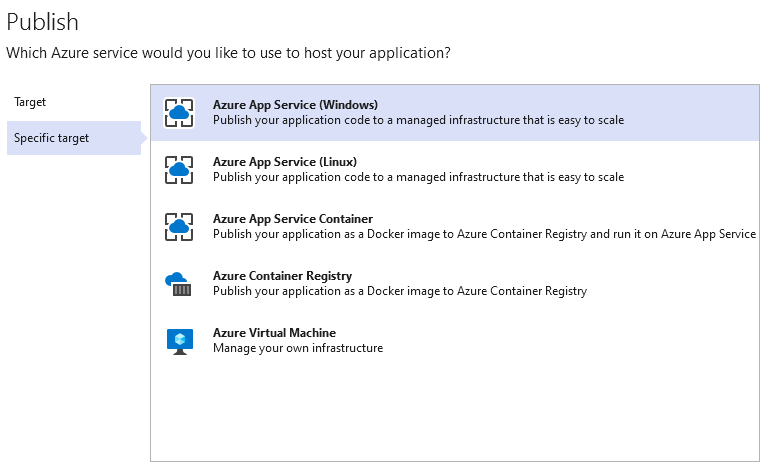 Publish
Which Azure service would you like to use to host your application?
Target
Specific target
Azure App Service (Windows)
Publish your application code to a managed infrastructure that is easy to scale
Azure App Service (Linux)
Publish your application code to a managed infrastructure that is easy to scale
Azure App Service Container
Publish your application as a Docker image to Azure Container Registry and run it on Azure App Service
Azure Container Registry
Publish your application as a Docker image to Azure Container Registry
Azure Virtual Machine
Manage your own infrastructure